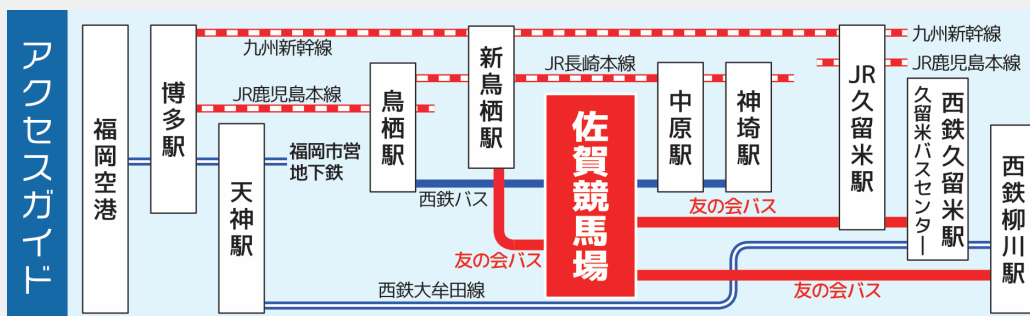 アクセスガイド
福岡空港
博多駅
九州新幹線
JR鹿児島本線
天神駅
福岡市営
地下鉄
鳥栖駅
新鳥栖駅
JR長崎本線
西鉄バス
友の会バス
西鉄大牟田線
佐賀競馬場
中原駅
神埼駅
友の会バス
JR久留米駅
九州新幹線
JR鹿児島本線
西鉄久留米駅
久留米バスセンター
西鉄柳川駅
友の会バス